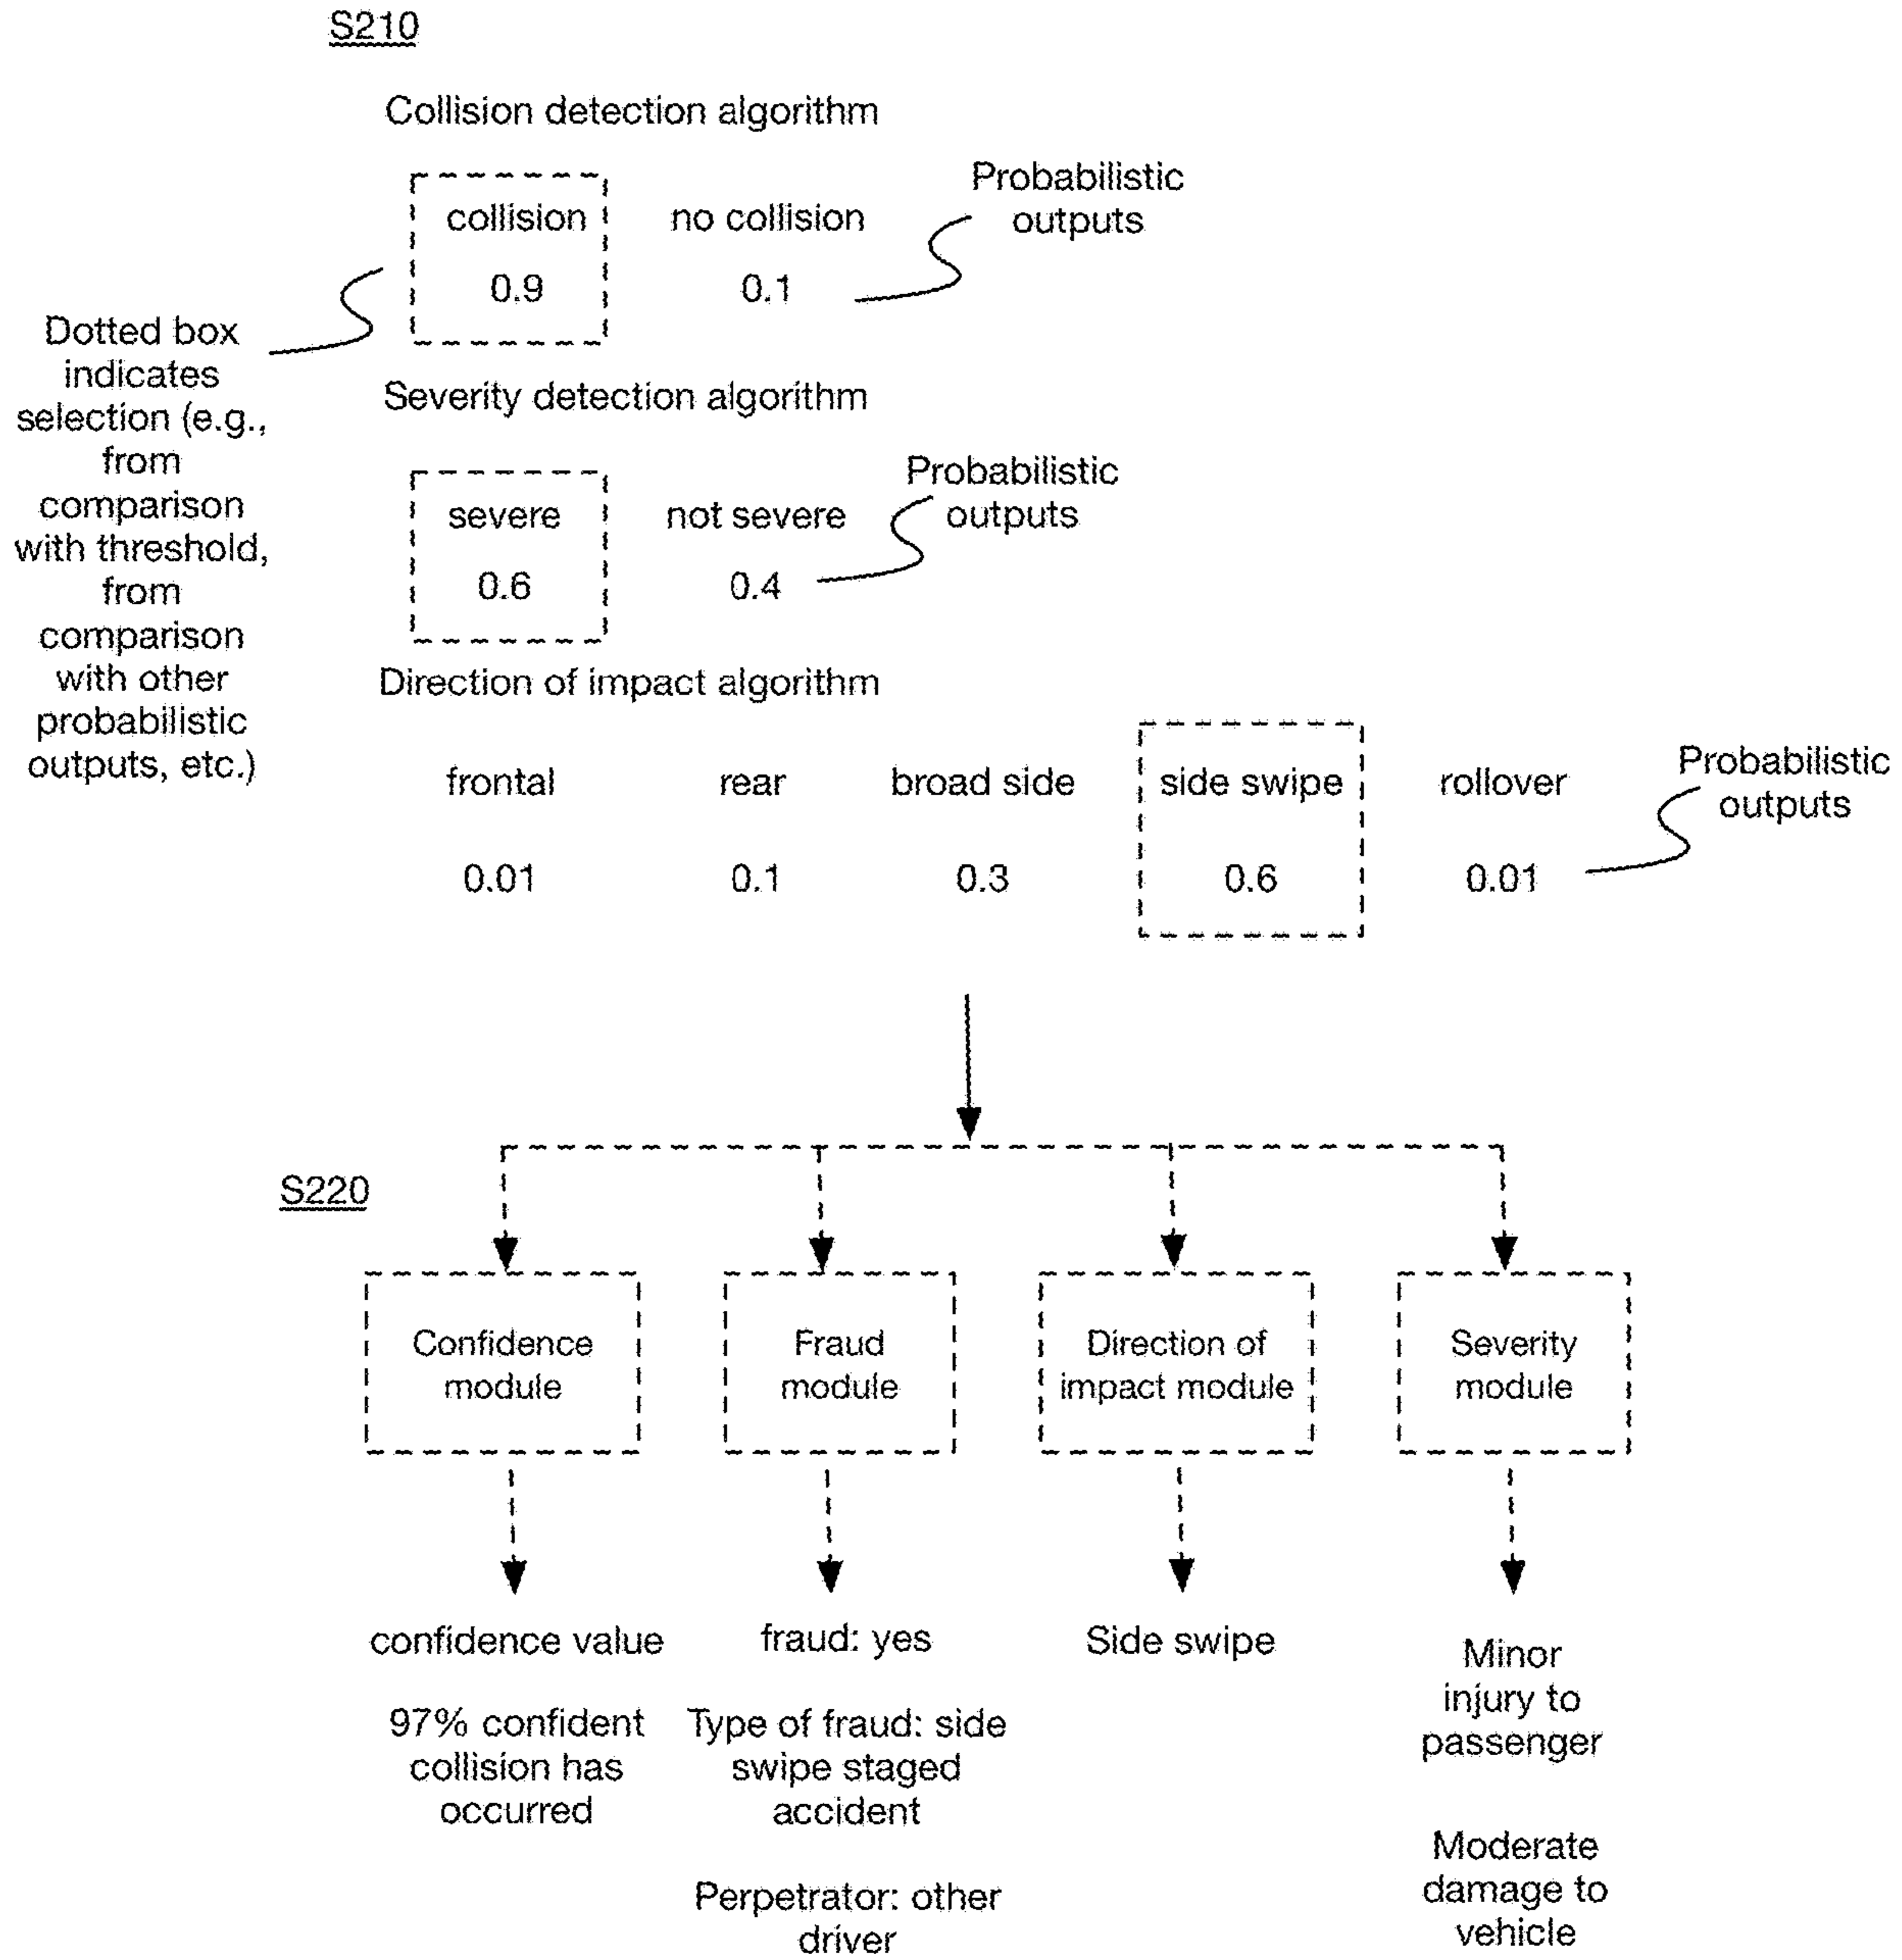 S210
Collision detection algorithm
Probabilistic
outputs
collision
no collision
0.9
0.1
Dotted box
indicates
selection (e.g.,
from
comparison
with threshold,
from
comparison
with other
probabilistic
outputs, etc.)
Severity detection algorithm
Probabilistic
outputs
severe
not severe
0.6
0.4
Direction of impact algorithm
frontal
rear
broad side
side swipe
rollover
Probabilistic
outputs
0.01
0.1
0.3
0.6
0.01
S220
Confidence
module
Fraud
module
Direction of
impact module
Severity
module
confidence value
97% confident
collision has
occurred
fraud: yes
Type of fraud: side
swipe staged
accident
Perpetrator: other
driver
Side swipe
Minor
injury to
passenger
Moderate
damage to
vehicle